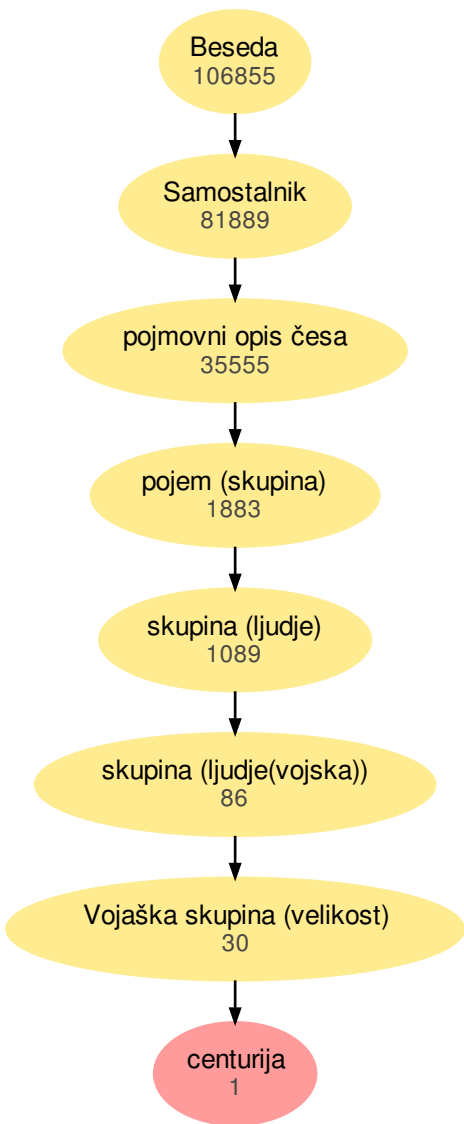 Beseda
106855
Samostalnik
81889
pojmovni opis česa
35555
pojem (skupina)
1883
skupina (ljudje)
1089
skupina (ljudje(vojska))
86
Vojaška skupina (velikost)
30
centurija
1